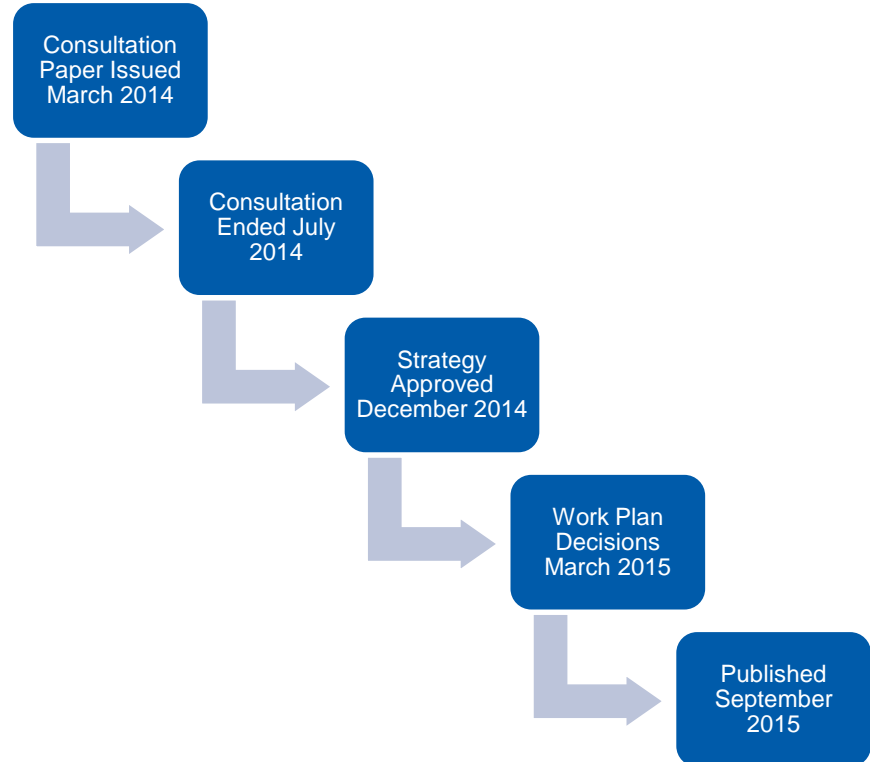 Consultation
Paper Issued
March 2014
Consultation
Ended July
2014
Strategy
Approved
December 2014
Work Plan
Decisions
March 2015
Published
September
2015